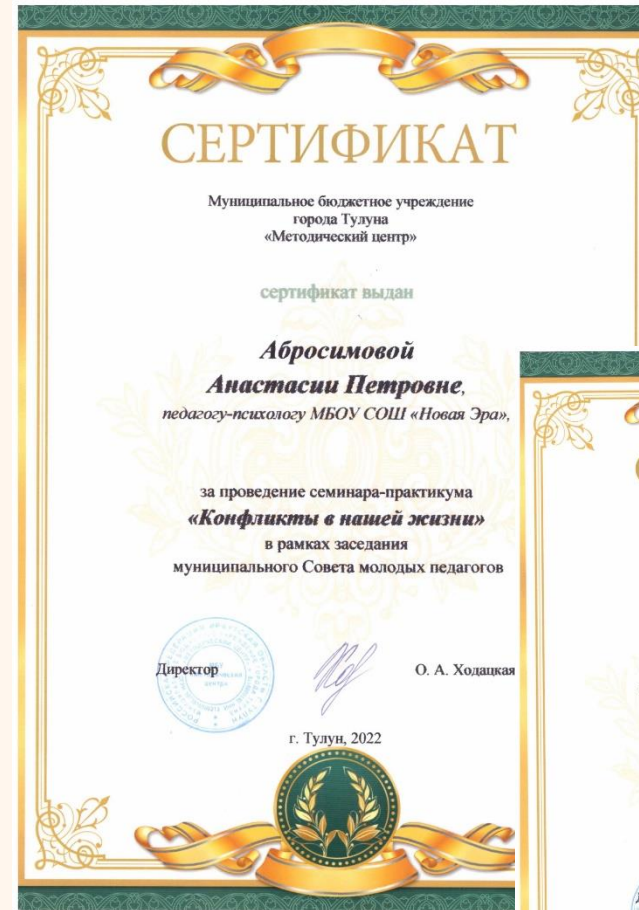 СЕРТИФИКАТ
Муниципальное бюджетное учреждение
города Тулуна
«Методический центр»
сертификат выдан
Абросимовой
Анастасии Петровне,
педагогу-психологу МБОУ СОШ «Новая Эра»,
за проведение семинара-практикума
«Конфликты в нашей жизни»
в рамках заседания
муниципального Совета молодых педагогов
Директор
О. А. Ходацкая
г. Тулун, 2022